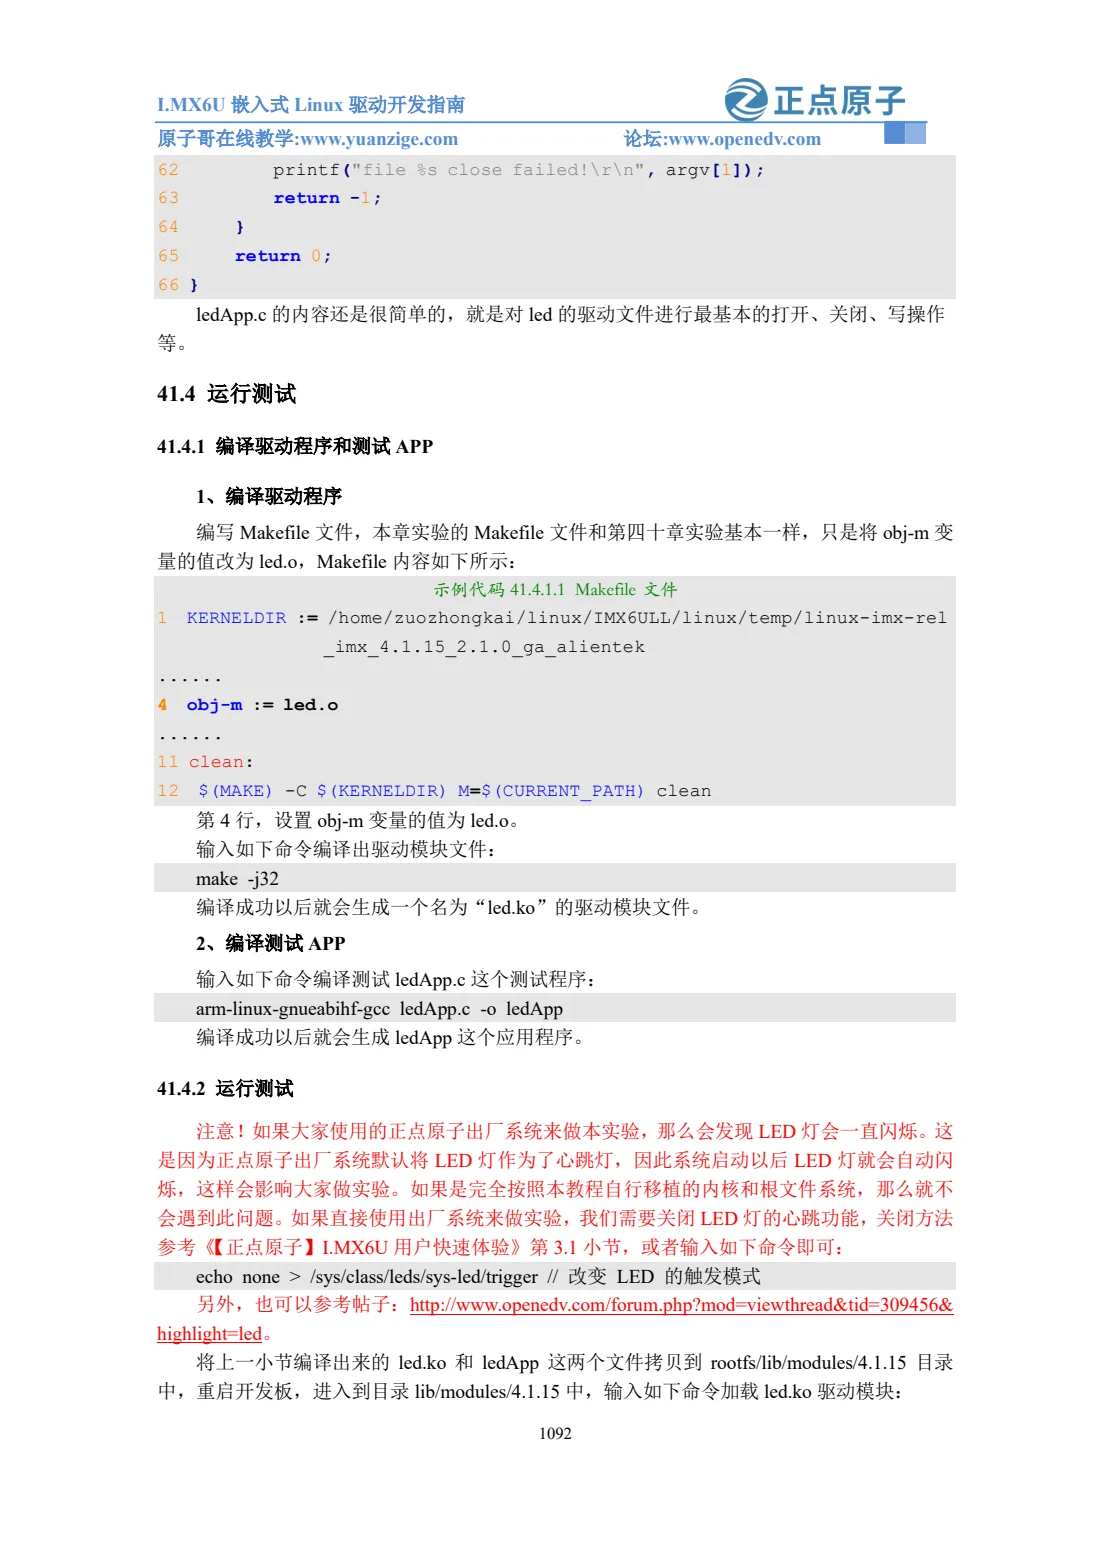 I.MX6U 嵌入式 Linux 驱动开发指南
正点原子
原子哥在线教学:www.yuanzige.com 论坛:www.openedv.com
62 printf("file %s close failed!\r\n", argv[1]);
63 return -1;
64 }
65 return 0;
66 }
ledApp.c 的内容还是很简单的，就是对 led 的驱动文件进行最基本的打开、关闭、写操作
等。
41.4 运行测试
41.4.1 编译驱动程序和测试 APP
1、编译驱动程序
编写 Makefile 文件，本章实验的 Makefile 文件和第四十章实验基本一样，只是将 obj-m 变
量的值改为 led.o，Makefile 内容如下所示：
示例代码 41.4.1.1 Makefile 文件
1 KERNELDIR := /home/zuozhongkai/linux/IMX6ULL/linux/temp/linux-imx-rel
_imx_4.1.15_2.1.0_ga_alientek
......
4 obj-m := led.o
......
11 clean:
12 $(MAKE) -C $(KERNELDIR) M=$(CURRENT_PATH) clean
第 4 行，设置 obj-m 变量的值为 led.o。
输入如下命令编译出驱动模块文件：
make -j32
编译成功以后就会生成一个名为“led.ko”的驱动模块文件。
2、编译测试 APP
输入如下命令编译测试 ledApp.c 这个测试程序：
arm-linux-gnueabihf-gcc ledApp.c -o ledApp
编译成功以后就会生成 ledApp 这个应用程序。
41.4.2 运行测试
注意！如果大家使用的正点原子出厂系统来做本实验，那么会发现 LED 灯会一直闪烁。这
是因为正点原子出厂系统默认将 LED 灯作为了心跳灯，因此系统启动以后 LED 灯就会自动闪
烁，这样会影响大家做实验。如果是完全按照本教程自行移植的内核和根文件系统，那么就不
会遇到此问题。如果直接使用出厂系统来做实验，我们需要关闭 LED 灯的心跳功能，关闭方法
参考《【正点原子】I.MX6U 用户快速体验》第 3.1 小节，或者输入如下命令即可：
echo none > /sys/class/leds/sys-led/trigger // 改变 LED 的触发模式
另外，也可以参考帖子：http://www.openedv.com/forum.php?mod=viewthread&tid=309456&
highlight=led。
将上一小节编译出来的 led.ko 和 ledApp 这两个文件拷贝到 rootfs/lib/modules/4.1.15 目录
中，重启开发板，进入到目录 lib/modules/4.1.15 中，输入如下命令加载 led.ko 驱动模块：
1092